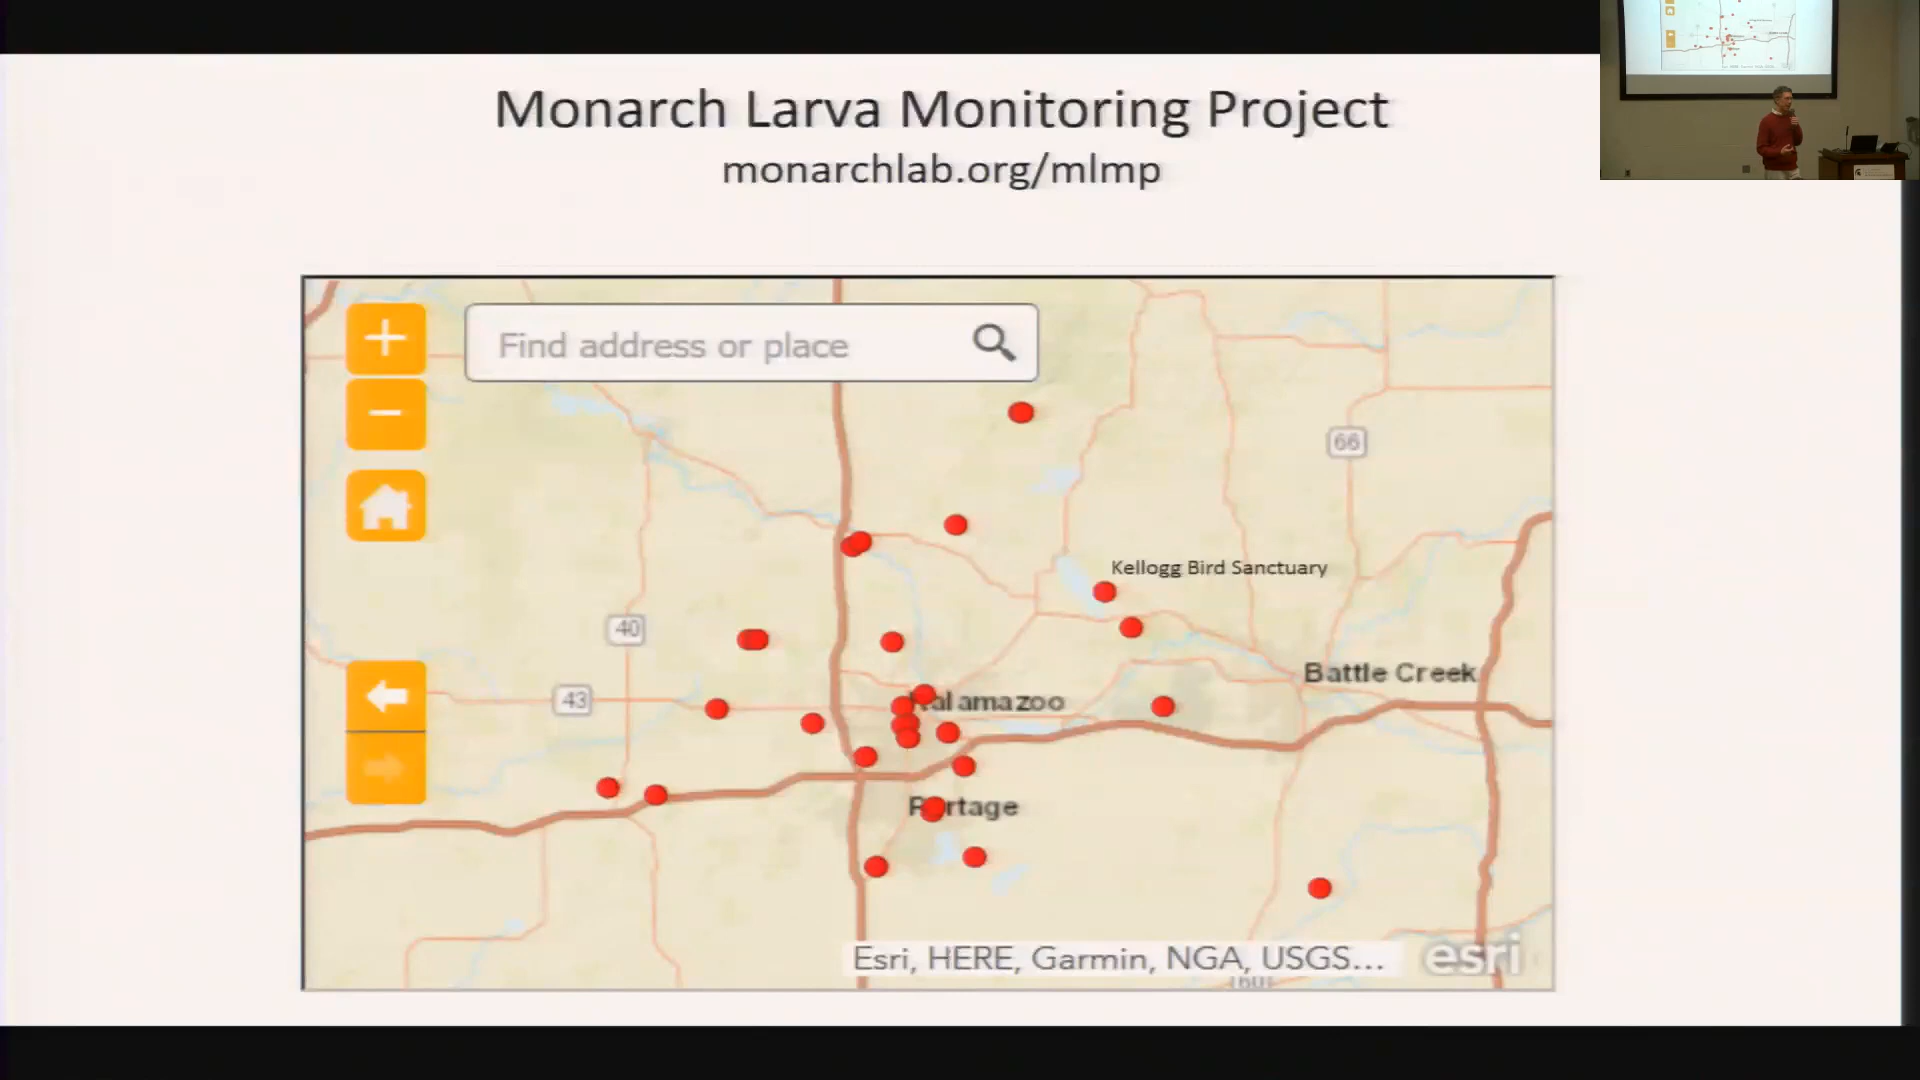 Monarch Larva Monitoring Project
monarchlab.org/mlmp
Find address or place
66
Kellogg Bird Sanctuary
40
Battle Creek
43
Kalamazoo
Portage
Esri, HERE, Garmin, NGA, USGS...
esri
60